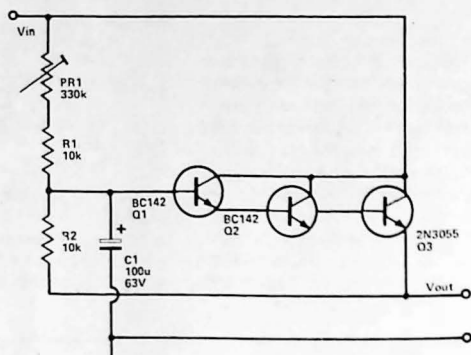 Vin
PR1
330k
R1
10k
BC142
Q1
BC142
Q2
2N3055
Q3
R2
10k
+
C1
100u
63V
Vout